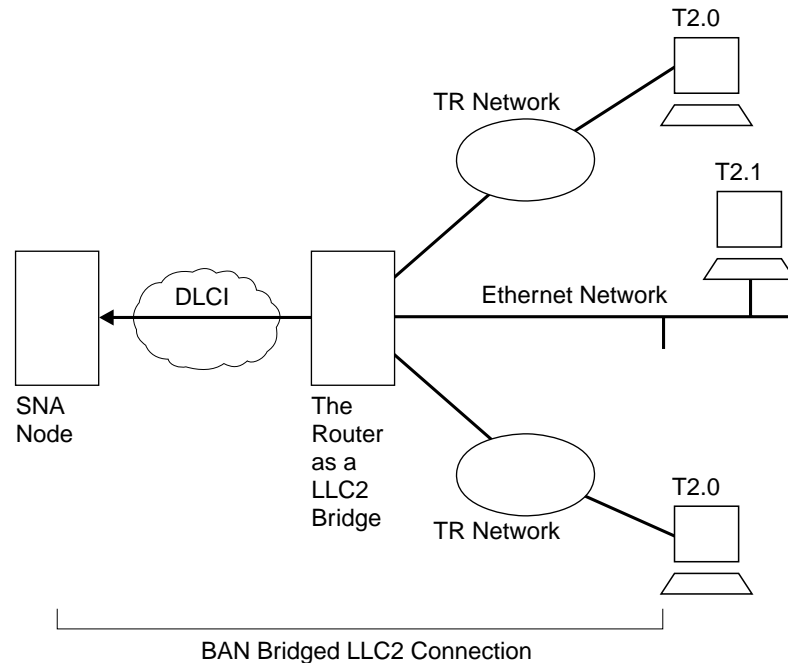 T2.0
TR Network
T2.1
DLCI
Ethernet Network
SNA
Node
The
Router
as a
LLC2
Bridge
T2.0
TR Network
BAN Bridged LLC2 Connection